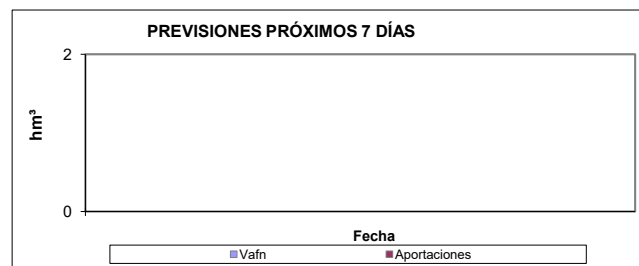 PREVISIONES PRÓXIMOS 7 DÍAS
2
hm³
0
Fecha
Vafn Aportaciones